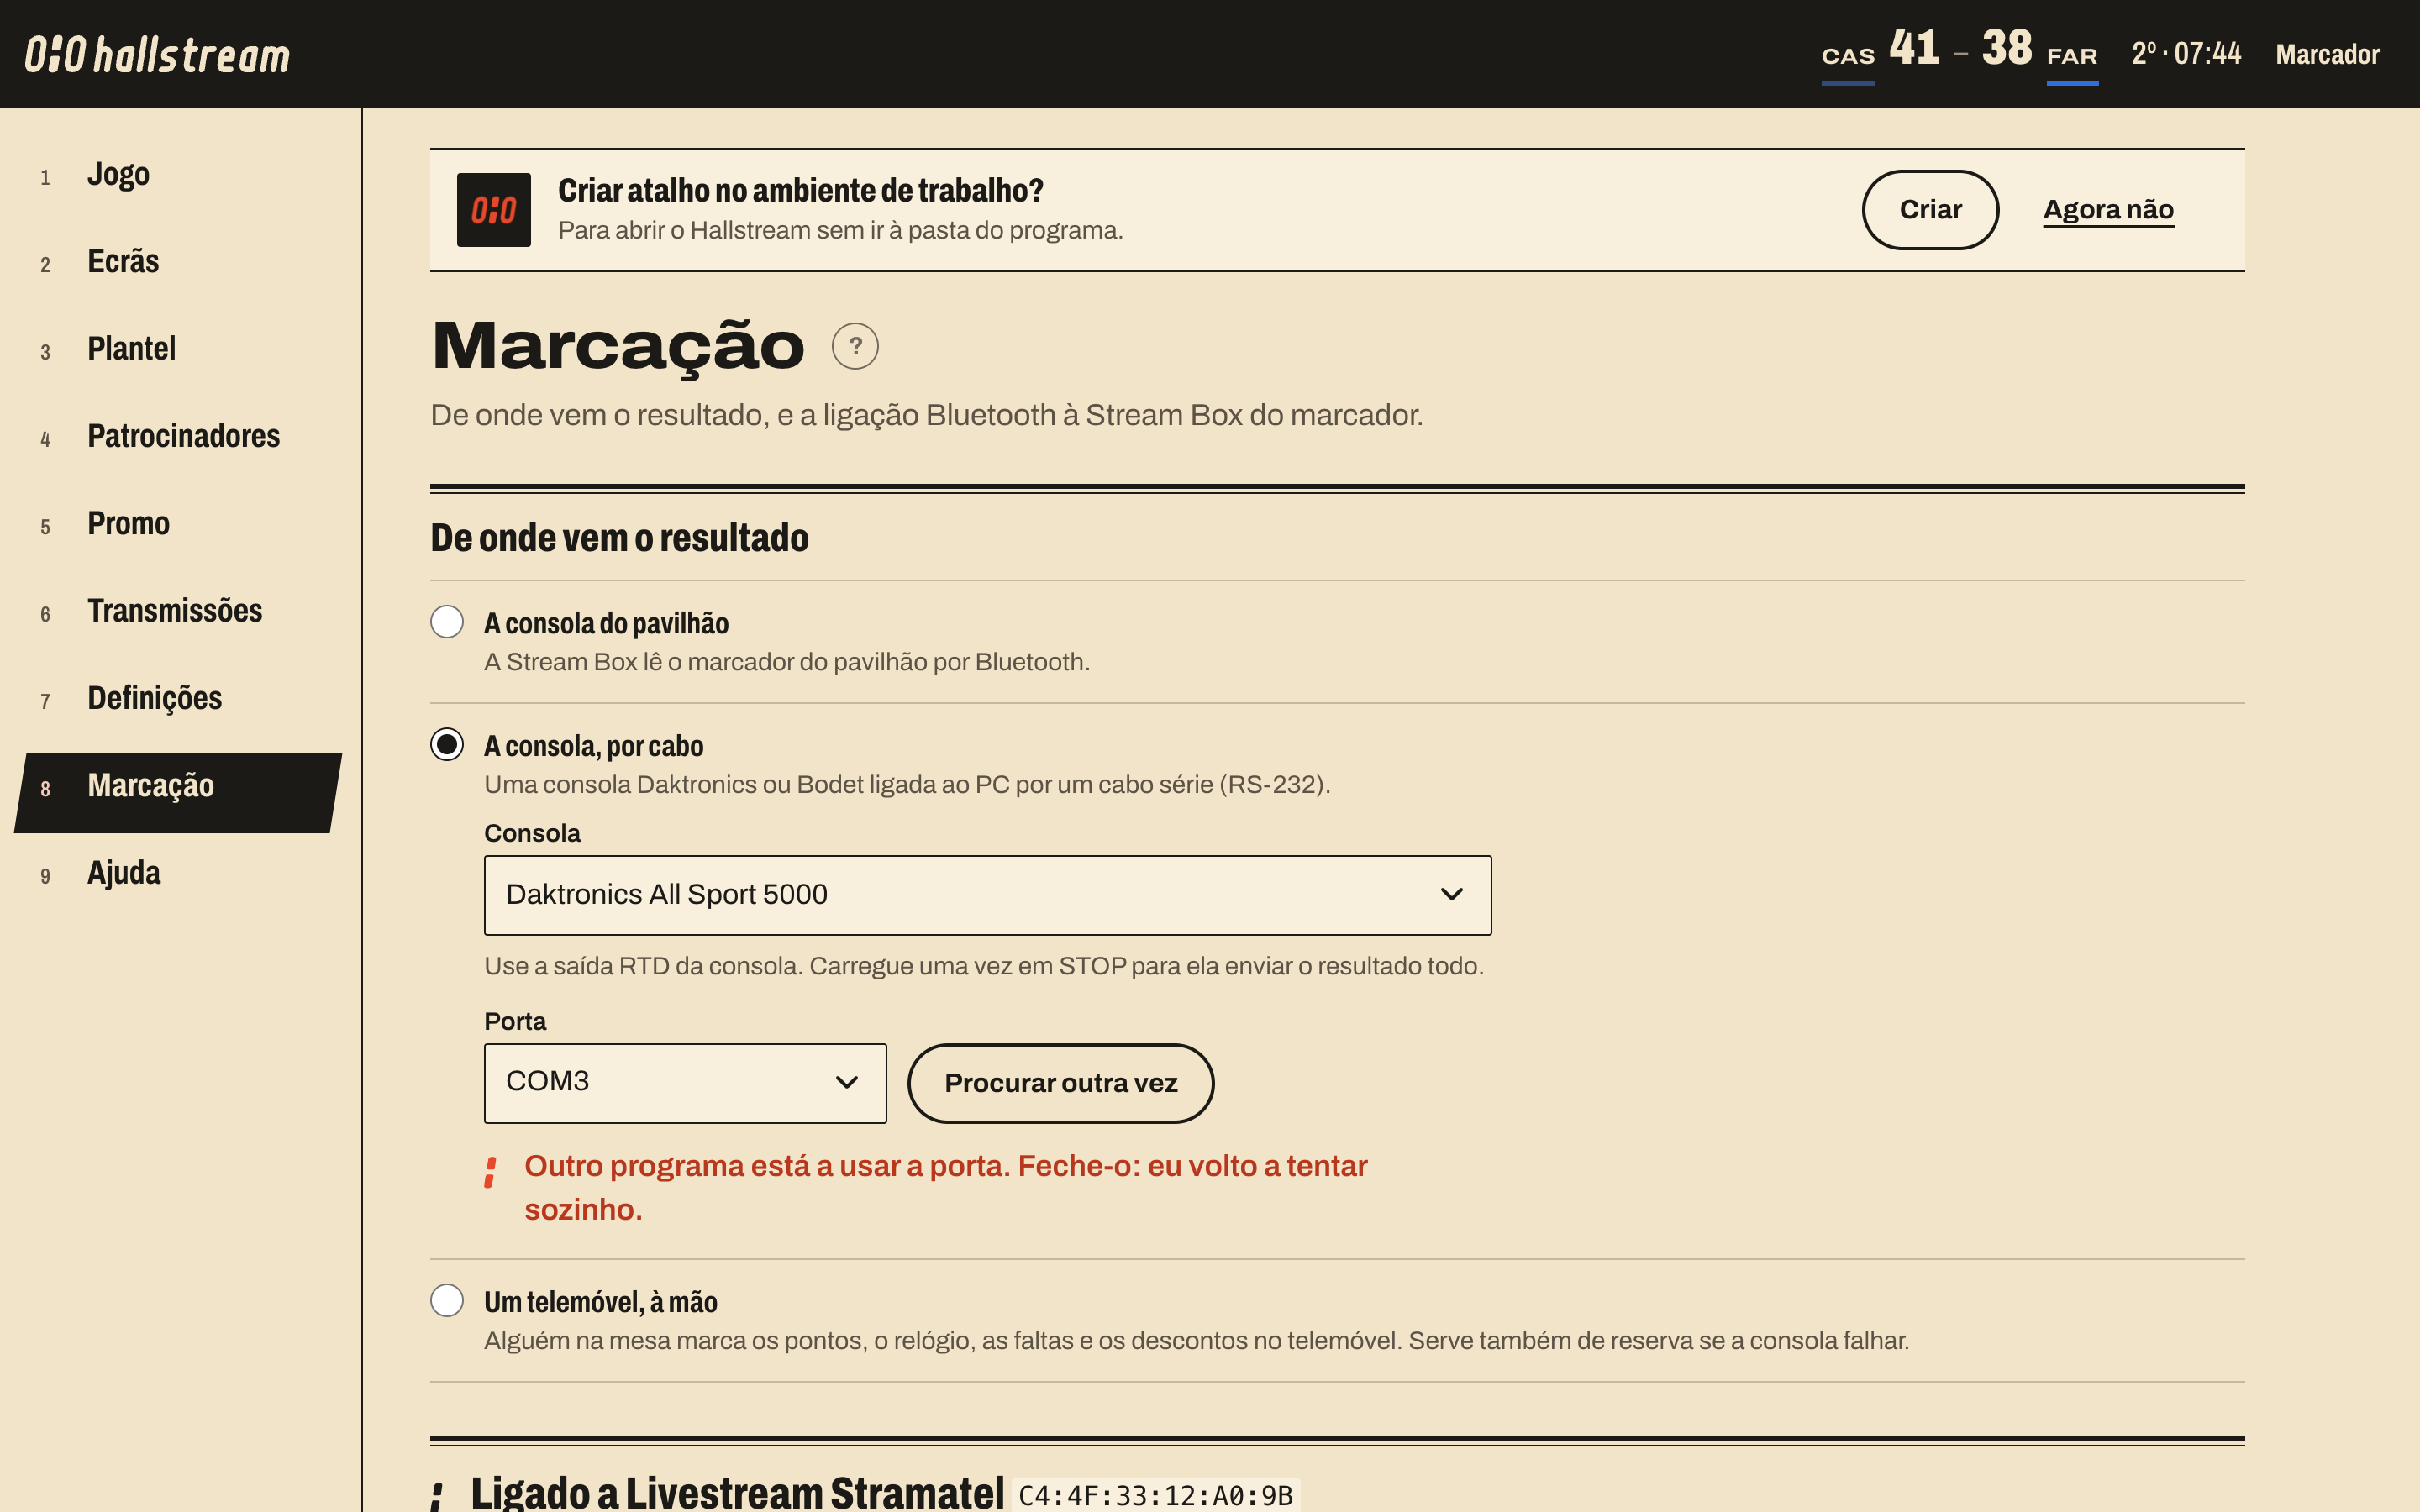 0:0 hallstream
CAS 41 – 38 FAR 2º · 07:44 Marcador
1 Jogo
2 Ecrãs
3 Plantel
4 Patrocinadores
5 Promo
6 Transmissões
7 Definições
8 Marcação
9 Ajuda
0:0
Criar atalho no ambiente de trabalho?
Para abrir o Hallstream sem ir à pasta do programa.
Criar
Agora não
Marcação ?
De onde vem o resultado, e a ligação Bluetooth à Stream Box do marcador.
De onde vem o resultado
A consola do pavilhão
A Stream Box lê o marcador do pavilhão por Bluetooth.
A consola, por cabo
Uma consola Daktronics ou Bodet ligada ao PC por um cabo série (RS-232).
Consola
Daktronics All Sport 5000
Use a saída RTD da consola. Carregue uma vez em STOP para ela enviar o resultado todo.
Porta
COM3
Procurar outra vez
Outro programa está a usar a porta. Feche-o: eu volto a tentar
sozinho.
Um telemóvel, à mão
Alguém na mesa marca os pontos, o relógio, as faltas e os descontos no telemóvel. Serve também de reserva se a consola falhar.
Ligado a Livestream Stramatel C4:4F:33:12:A0:9B